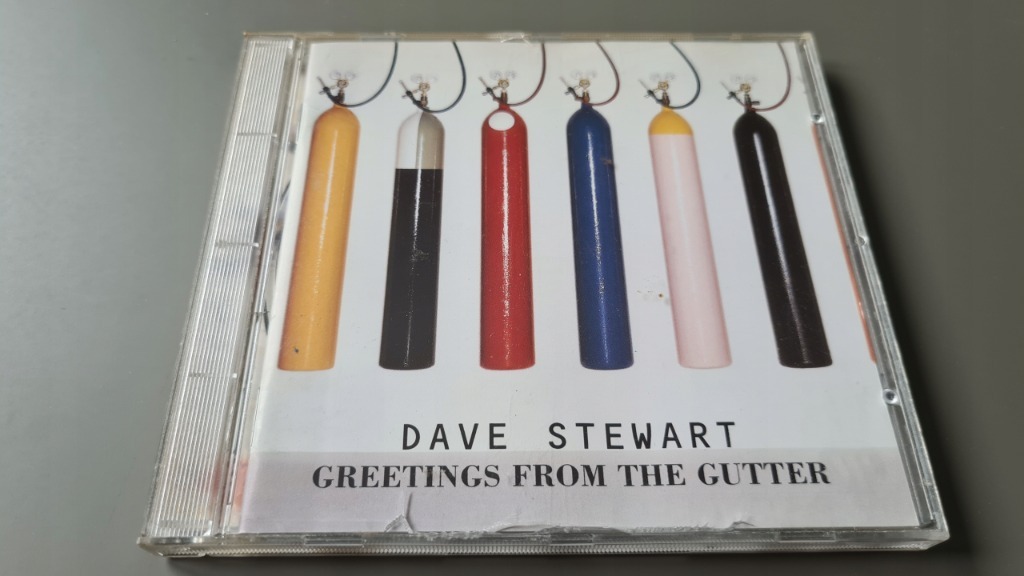 DAVE STEWART
GREETINGS FROM THE GUTTER